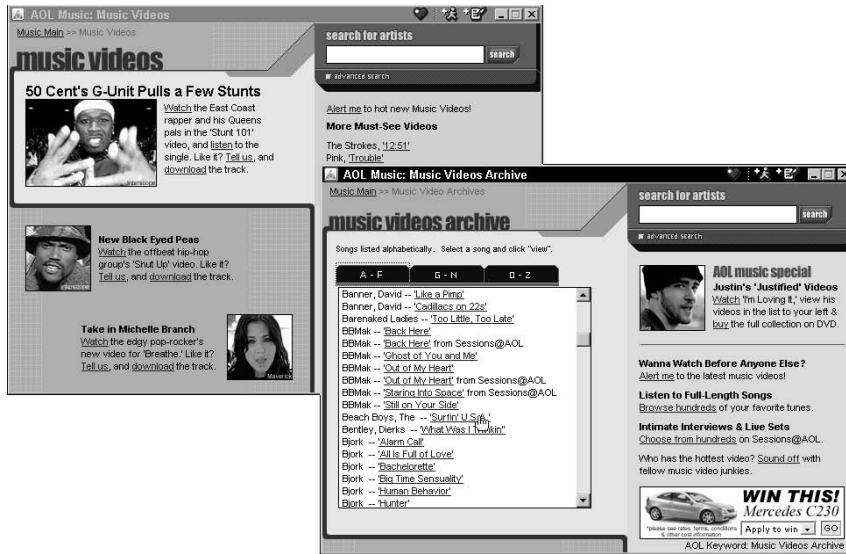 AOL Music: Music Videos
Music Main >> Music Videos
music videos
50 Cent's G-Unit Pulls a Few Stunts
Watch the East Coast
rapper and his Queens
pals in the 'Stunt 101'
video, and listen to the
single. Like it? Tell us, and
download the track.
Interscope
New Black Eyed Peas
Watch the offbeat hip-hop
group's 'Shut Up' video. Like it?
Tell us, and download the track.
Interscope
Take in Michelle Branch
Watch the edgy pop-rocker's
new video for 'Breathe.' Like it?
Tell us, and download the track.
Maverick
search for artists
search
advanced search
Alert me to hot new Music Videos!
More Must-See Videos
The Strokes, '12:51'
Pink, 'Trouble'
AOL Music: Music Videos Archive
Music Main >> Music Video Archives
music videos archive
Songs listed alphabetically. Select a song and click "view".
A - F
G - N
O - Z
Banner, David -- 'Like a Pimp'
Banner, David -- 'Cadillacs on 22s'
Barenaked Ladies -- 'Too Little, Too Late'
BBMak -- 'Back Here'
BBMak -- 'Back Here' from Sessions@AOL
BBMak -- 'Ghost of You and Me'
BBMak -- 'Out of My Heart'
BBMak -- 'Out of My Heart' from Sessions@AOL
BBMak -- 'Staring Into Space' from Sessions@AOL
BBMak -- 'Still on Your Side'
Beach Boys, The -- 'Surfin' U.S.A.'
Bentley, Dierks -- 'What Was I Thinkin''
Bjork -- 'Alarm Call'
Bjork -- 'All Is Full of Love'
Bjork -- 'Bachelorette'
Bjork -- 'Big Time Sensuality'
Bjork -- 'Human Behavior'
Bjork -- 'Hunter'
search for artists
search
advanced search
AOL music special
Justin's 'Justified' Videos
Watch 'I'm Loving It,' view his
videos in the list to your left &
buy the full collection on DVD.
Jive
Wanna Watch Before Anyone Else?
Alert me to the latest music videos!
Listen to Full-Length Songs
Browse hundreds of your favorite tunes.
Intimate Interviews & Live Sets
Choose from hundreds on Sessions@AOL.
Who has the hottest video? Sound off with
fellow music video junkies.
WIN THIS!
Mercedes C230
*please see rates, terms, conditions
& other cost information
Apply to win
GO
AOL Keyword: Music Videos Archive